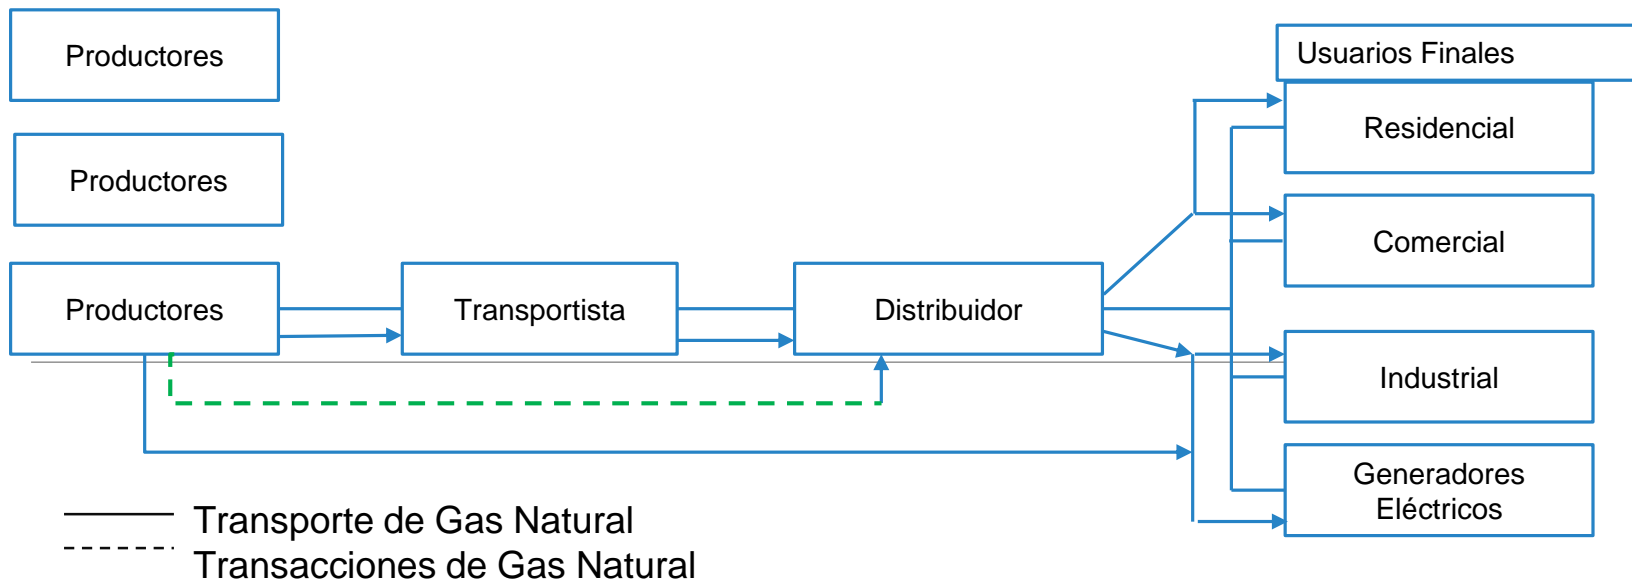 Productores
Usuarios Finales
Residencial
Productores
Comercial
Productores
Transportista
Distribuidor
Industrial
Generadores
Eléctricos
Transporte de Gas Natural
Transacciones de Gas Natural